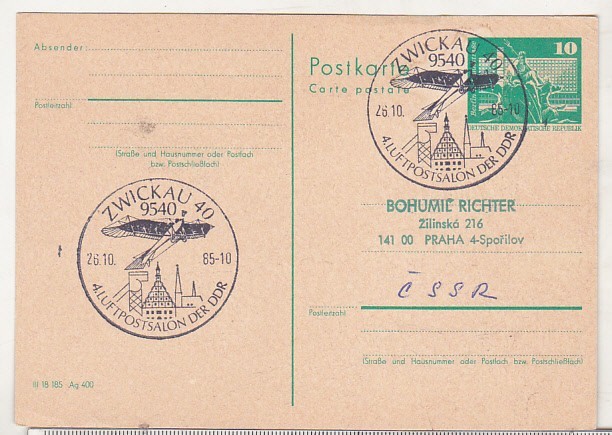 Absender:
Postleitzahl
(Straße und Hausnummer oder Postfach
bzw. Postschließfach)
ZWICKAU 40
9540
26.10. 85-10
4.LUFTPOSTSALON DER DDR
III 18 185 Ag 400
Postkarte
Carte postale
10
DEUTSCHE DEMOKRATISCHE REPUBLIK
ZWICKAU 40
9540
26.10. 85-10
4.LUFTPOSTSALON DER DDR
BOHUMIL RICHTER
Žilinská 216
141 00 PRAHA 4-Spořilov
ČSSR
Postleitzahl
(Straße und Hausnummer oder Postfach bzw. Postschließfach)